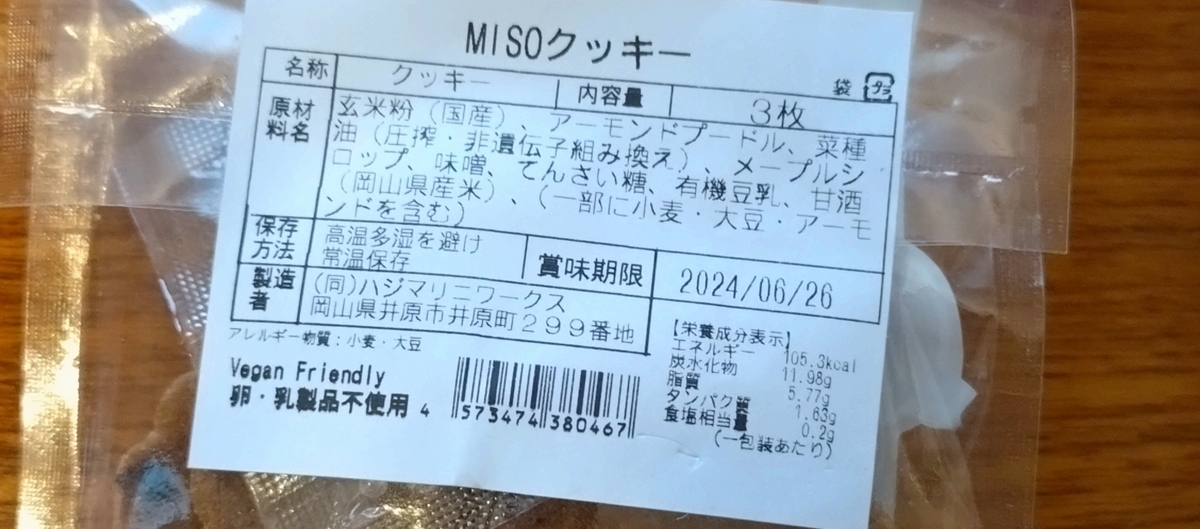 MISOクッキー
袋 プラ
名称 クッキー 内容量 3枚
原材料名 玄米粉（国産）、アーモンドプードル、菜種
油（圧搾・非遺伝子組み換え）、メープルシ
ロップ、味噌、てんさい糖、有機豆乳、甘酒
（岡山県産米）、（一部に小麦・大豆・アーモ
ンドを含む）
保存方法 高温多湿を避け
常温保存
賞味期限 2024/06/26
製造者 (同)ハジマリニワークス
岡山県井原市井原町２９９番地
アレルギー物質：小麦・大豆
Vegan Friendly
卵・乳製品不使用 4
573474 380467
【栄養成分表示】
エネルギー 105.3kcal
炭水化物 11.98g
脂質 5.77g
タンパク質 1.63g
食塩相当量 0.2g
(一包装あたり)